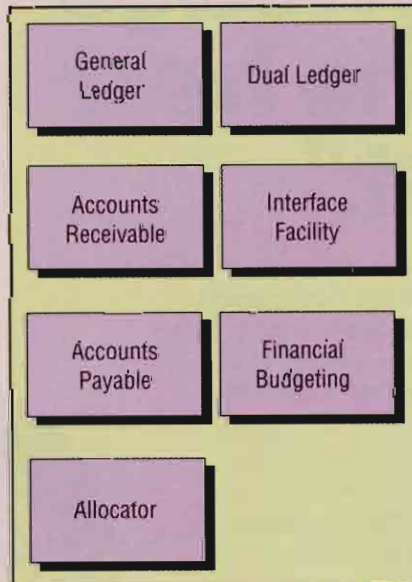 General
Ledger
Dual Ledger
Accounts
Receivable
Interface
Facility
Accounts
Payable
Financial
Budgeting
Allocator